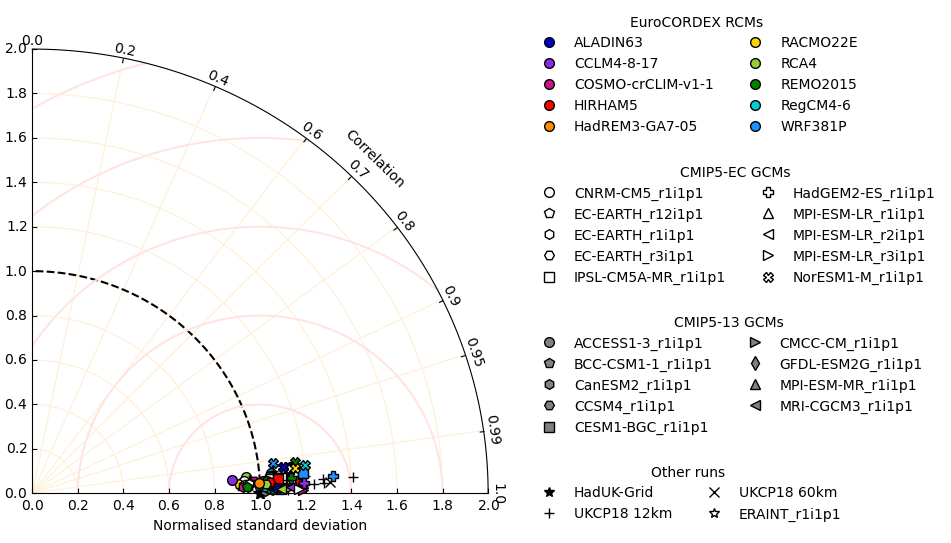 0.0
0.2
0.4
0.6
0.7
0.8
0.9
0.95
0.99
1.0
Correlation
2.0
1.8
1.6
1.4
1.2
1.0
0.8
0.6
0.4
0.2
0.0
0.0 0.2 0.4 0.6 0.8 1.0 1.2 1.4 1.6 1.8 2.0
Normalised standard deviation
EuroCORDEX RCMs
ALADIN63
CCLM4-8-17
COSMO-crCLIM-v1-1
HIRHAM5
HadREM3-GA7-05
RACMO22E
RCA4
REMO2015
RegCM4-6
WRF381P
CMIP5-EC GCMs
CNRM-CM5_r1i1p1
EC-EARTH_r12i1p1
EC-EARTH_r1i1p1
EC-EARTH_r3i1p1
IPSL-CM5A-MR_r1i1p1
HadGEM2-ES_r1i1p1
MPI-ESM-LR_r1i1p1
MPI-ESM-LR_r2i1p1
MPI-ESM-LR_r3i1p1
NorESM1-M_r1i1p1
CMIP5-13 GCMs
ACCESS1-3_r1i1p1
BCC-CSM1-1_r1i1p1
CanESM2_r1i1p1
CCSM4_r1i1p1
CESM1-BGC_r1i1p1
CMCC-CM_r1i1p1
GFDL-ESM2G_r1i1p1
MPI-ESM-MR_r1i1p1
MRI-CGCM3_r1i1p1
Other runs
HadUK-Grid
UKCP18 12km
UKCP18 60km
ERAINT_r1i1p1